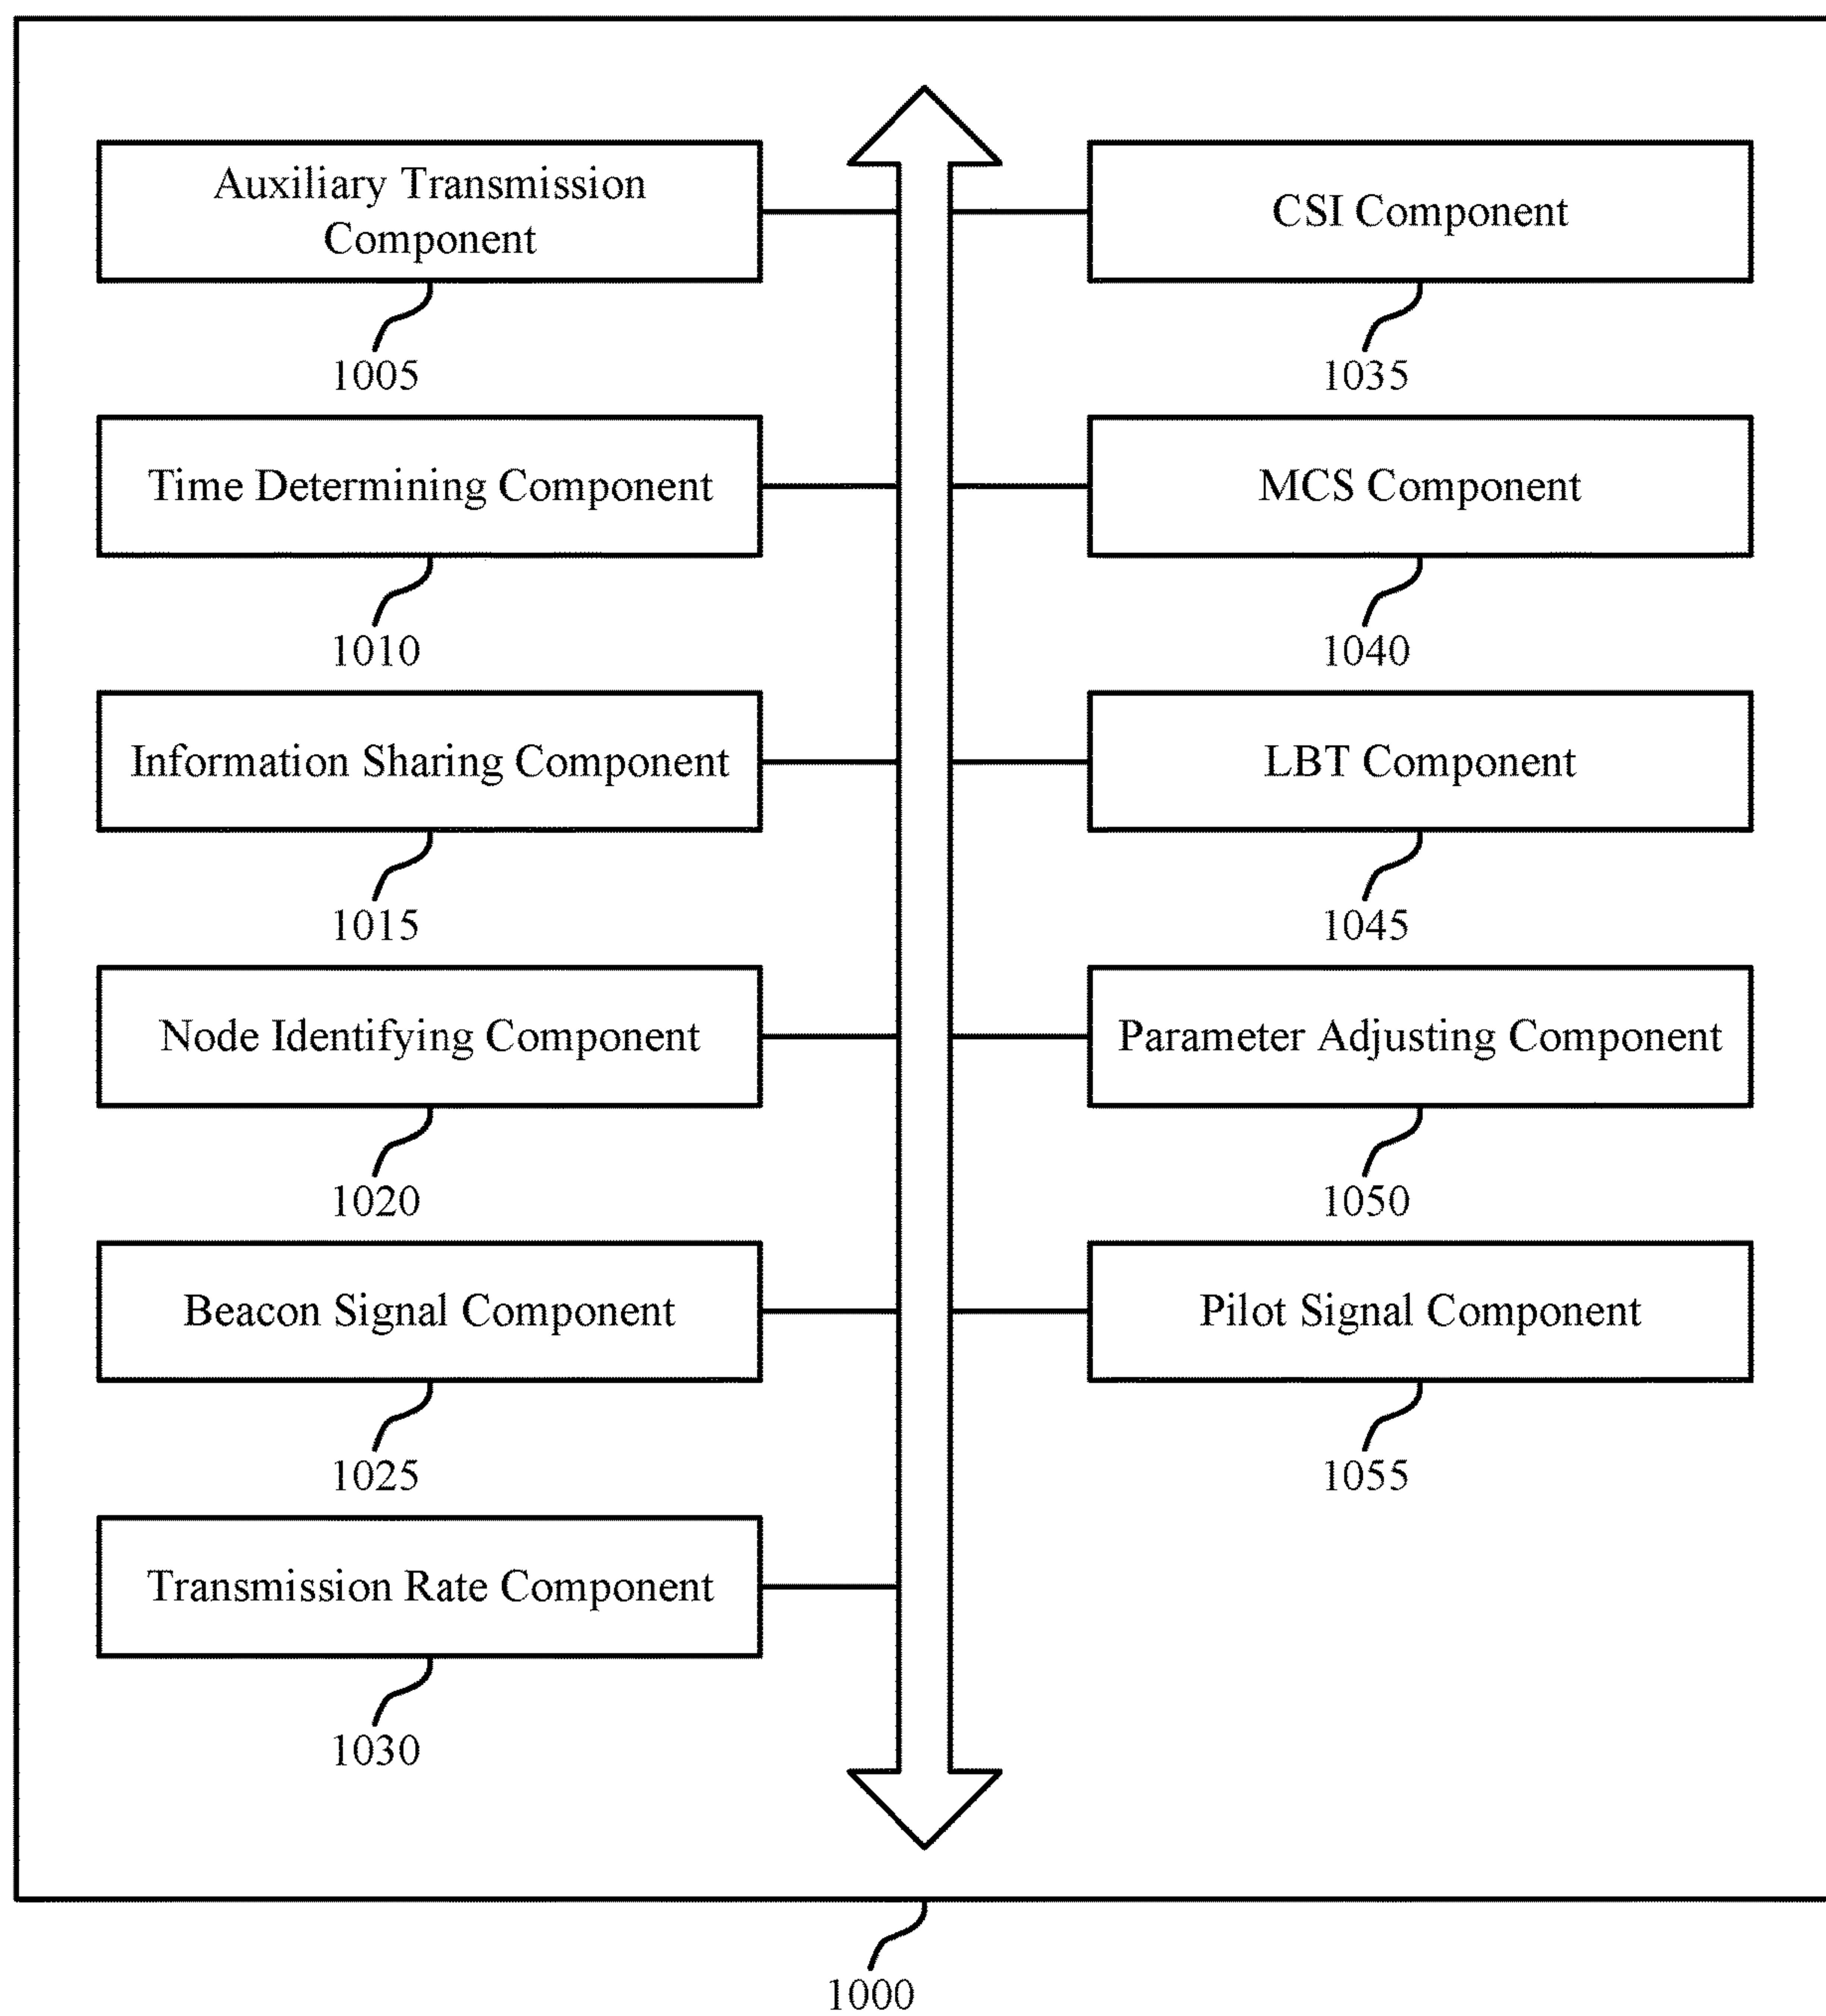 Auxiliary Transmission
Component
1005
Time Determining Component
1010
Information Sharing Component
1015
Node Identifying Component
1020
Beacon Signal Component
1025
Transmission Rate Component
1030
CSI Component
1035
MCS Component
1040
LBT Component
1045
Parameter Adjusting Component
1050
Pilot Signal Component
1055
1000